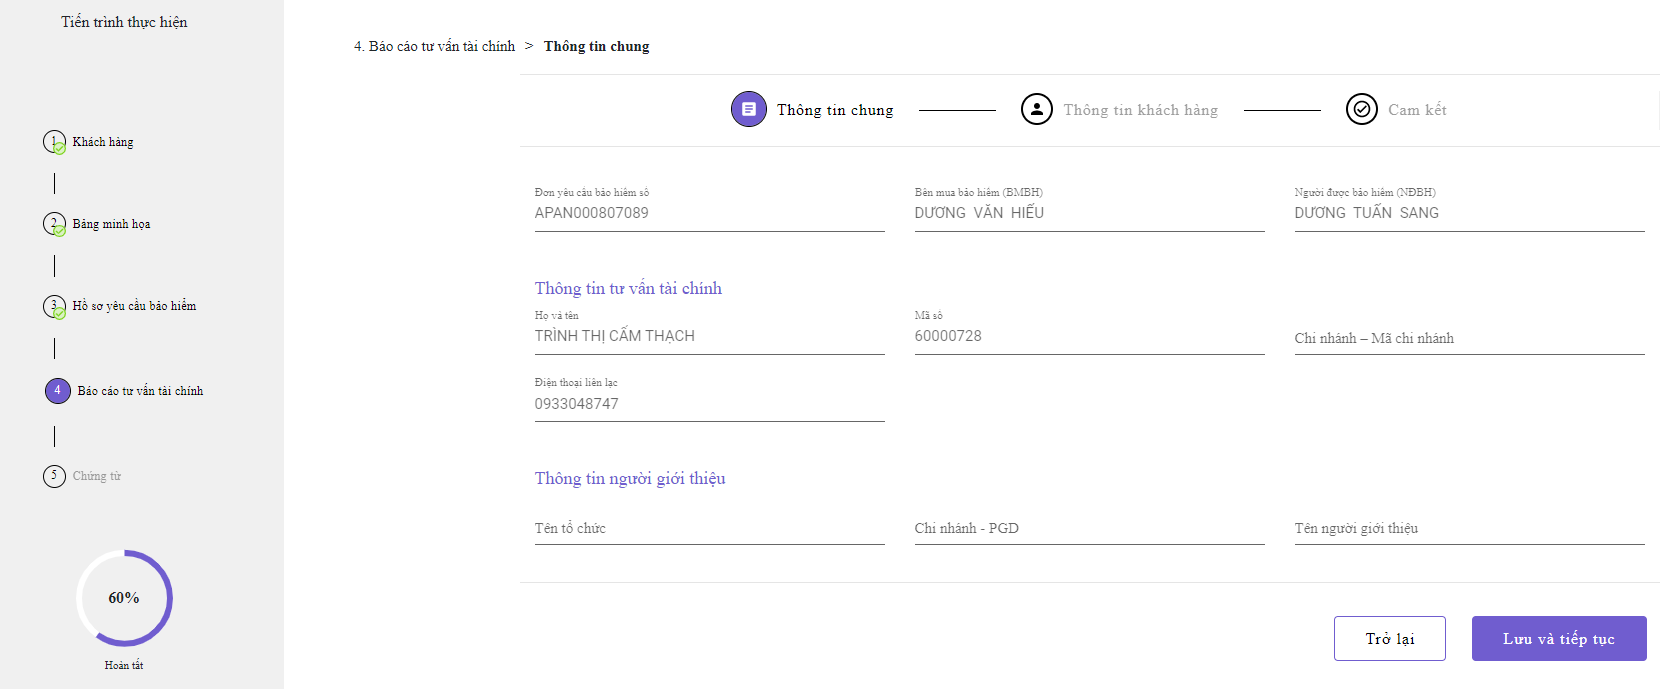 Tiến trình thực hiện
1 Khách hàng
2 Bảng minh họa
3 Hồ sơ yêu cầu bảo hiểm
4 Báo cáo tư vấn tài chính
5 Chứng từ
60%
Hoàn tất
4. Báo cáo tư vấn tài chính > Thông tin chung
Thông tin chung Thông tin khách hàng Cam kết
Đơn yêu cầu bảo hiểm số Bên mua bảo hiểm (BMBH) Người được bảo hiểm (NĐBH)
APAN000807089 DƯƠNG VĂN HIẾU DƯƠNG TUẤN SANG
Thông tin tư vấn tài chính
Họ và tên Mã số
TRÌNH THỊ CẨM THẠCH 60000728 Chi nhánh – Mã chi nhánh
Điện thoại liên lạc
0933048747
Thông tin người giới thiệu
Tên tổ chức Chi nhánh - PGD Tên người giới thiệu
Trở lại Lưu và tiếp tục